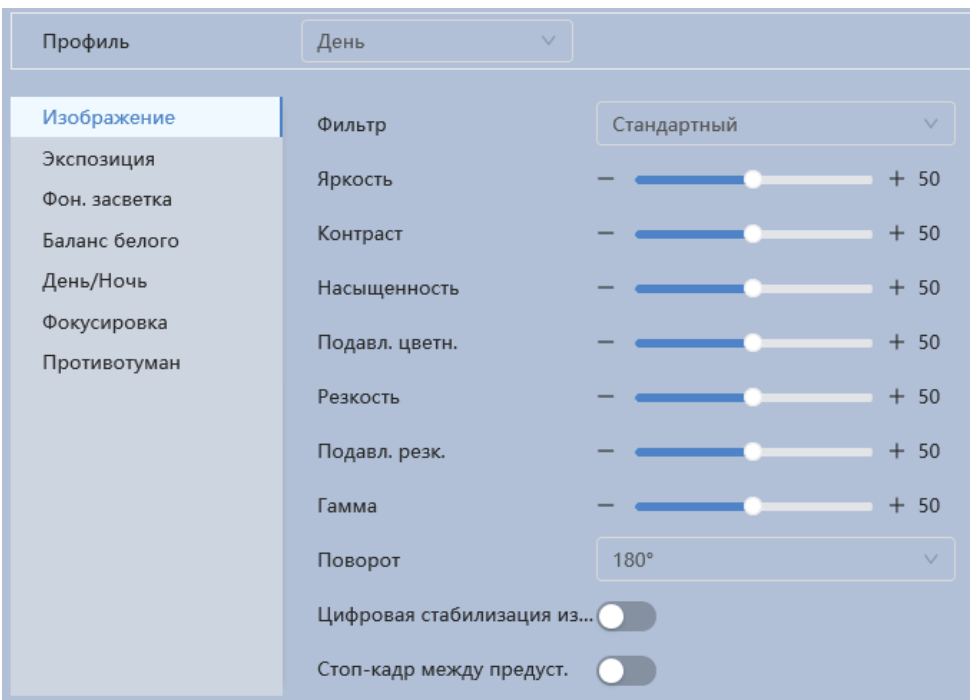 Профиль День
Изображение
Экспозиция
Фон. засветка
Баланс белого
День/Ночь
Фокусировка
Противотуман
Фильтр Стандартный
Яркость − + 50
Контраст − + 50
Насыщенность − + 50
Подавл. цветн. − + 50
Резкость − + 50
Подавл. резк. − + 50
Гамма − + 50
Поворот 180°
Цифровая стабилизация из...
Стоп-кадр между предуст.